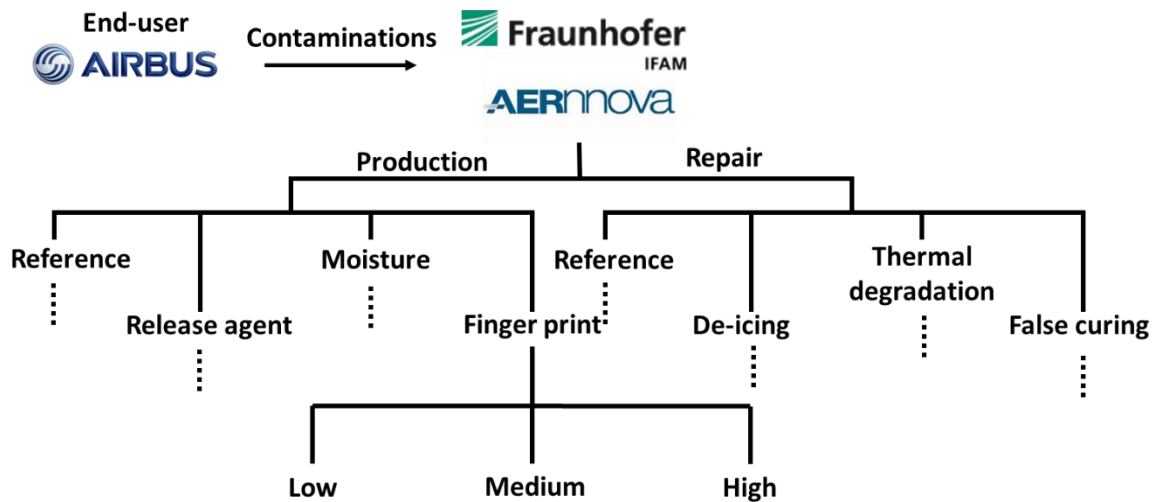 End-user
AIRBUS
Contaminations
Fraunhofer
IFAM
AERnnova
Production
Repair
Reference
Moisture
Reference
Thermal
degradation
Release agent
Finger print
De-icing
False curing
Low
Medium
High